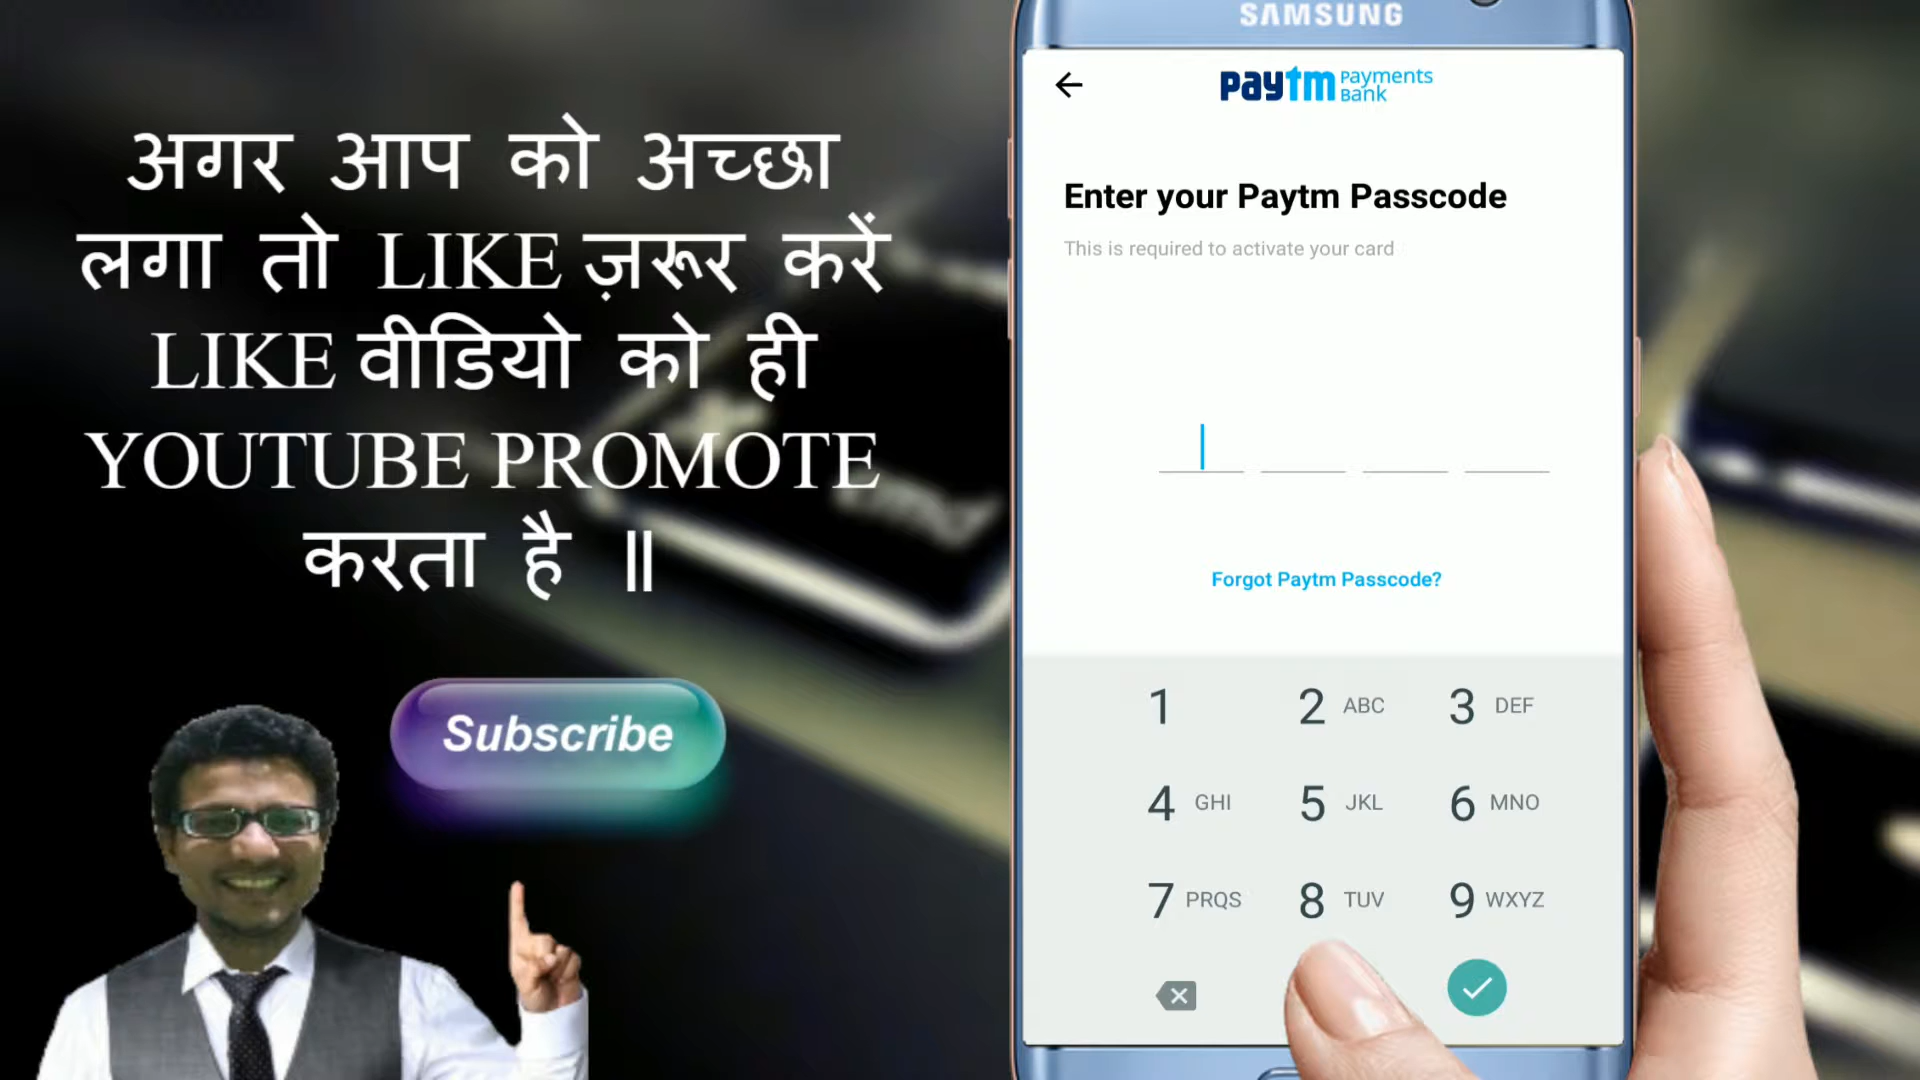 अगर आप को अच्छा
लगा तो LIKE ज़रूर करें
LIKE वीडियो को ही
YOUTUBE PROMOTE
करता है ॥
Subscribe
SAMSUNG
paytm Payments Bank
Enter your Paytm Passcode
This is required to activate your card
Forgot Paytm Passcode?
1
2 ABC
3 DEF
4 GHI
5 JKL
6 MNO
7 PRQS
8 TUV
9 WXYZ